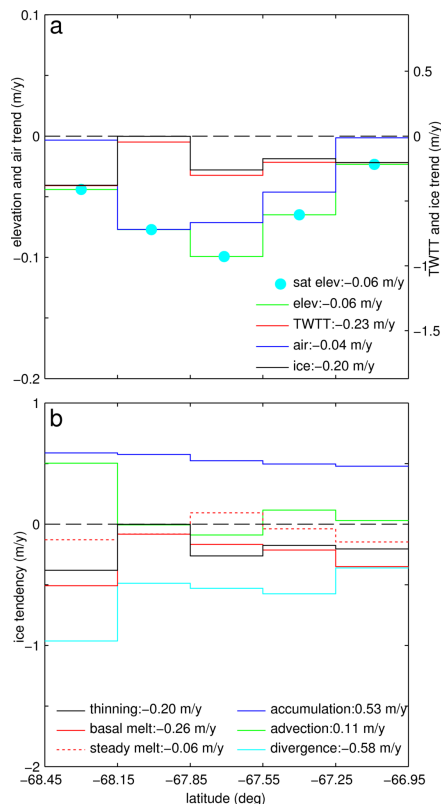 a
0.1
0
−0.1
−0.2
elevation and air trend (m/y)
0.5
0
−1
−1.5
TWTT and ice trend (m/y)
sat elev:−0.06 m/y
elev:−0.06 m/y
TWTT:−0.23 m/y
air:−0.04 m/y
ice:−0.20 m/y
b
1
0
−1
−2
ice tendency (m/y)
thinning:−0.20 m/y
basal melt:−0.26 m/y
steady melt:−0.06 m/y
accumulation:0.53 m/y
advection:0.11 m/y
divergence:−0.58 m/y
−68.45 −68.15 −67.85 −67.55 −67.25 −66.95
latitude (deg)